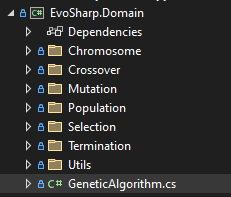 C# EvoSharp.Domain
Dependencies
Chromosome
Crossover
Mutation
Population
Selection
Termination
Utils
C# GeneticAlgorithm.cs